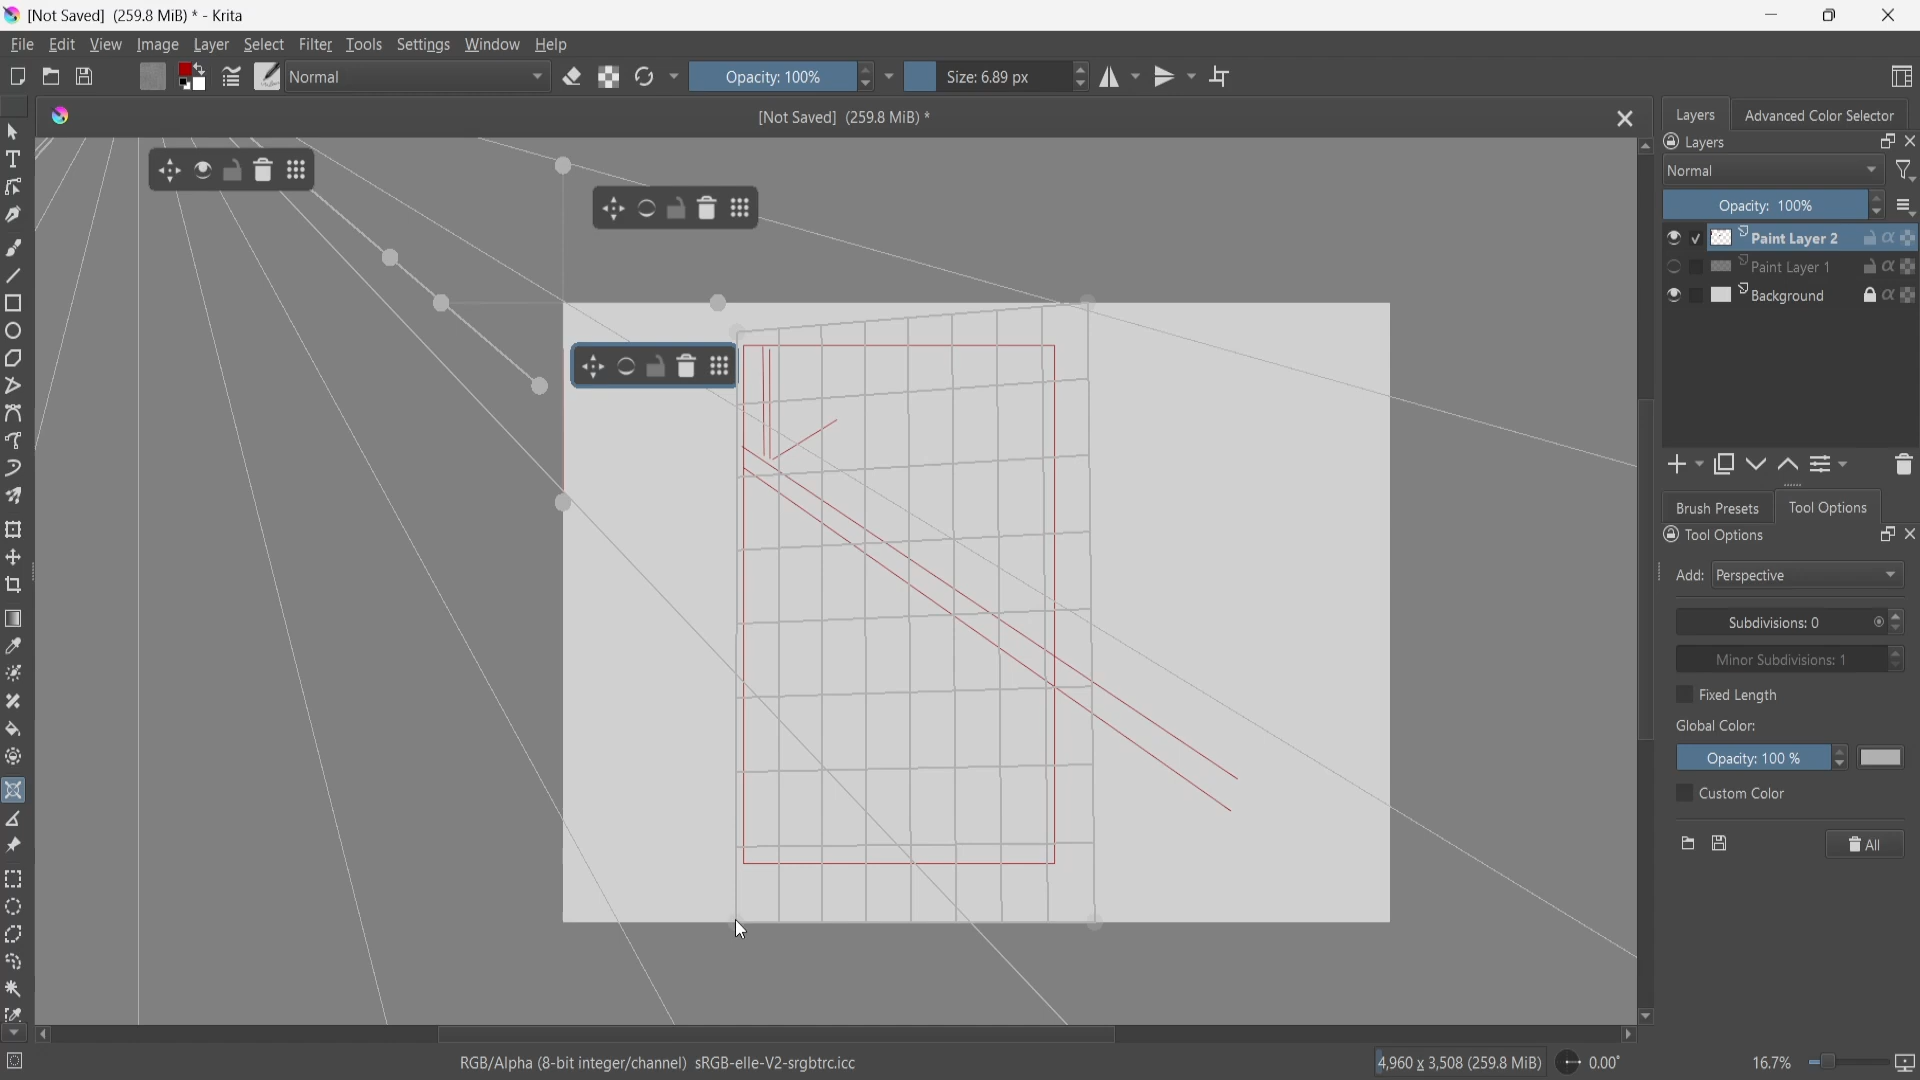 [Not Saved] (259.8 MiB) * - Krita
File Edit View Image Layer Select Filter Tools Settings Window Help
Normal Opacity: 100% Size: 6.89 px
[Not Saved] (259.8 MiB) *
Layers Advanced Color Selector
Layers
Normal
Opacity: 100%
Paint Layer 2
Paint Layer 1
Background
Brush Presets Tool Options
Tool Options
Add: Perspective
Subdivisions: 0
Minor Subdivisions: 1
Fixed Length
Global Color:
Opacity: 100 %
Custom Color
All
RGB/Alpha (8-bit integer/channel) sRGB-elle-V2-srgbtrc.icc 4,960 x 3,508 (259.8 MiB) 0.00° 16.7%